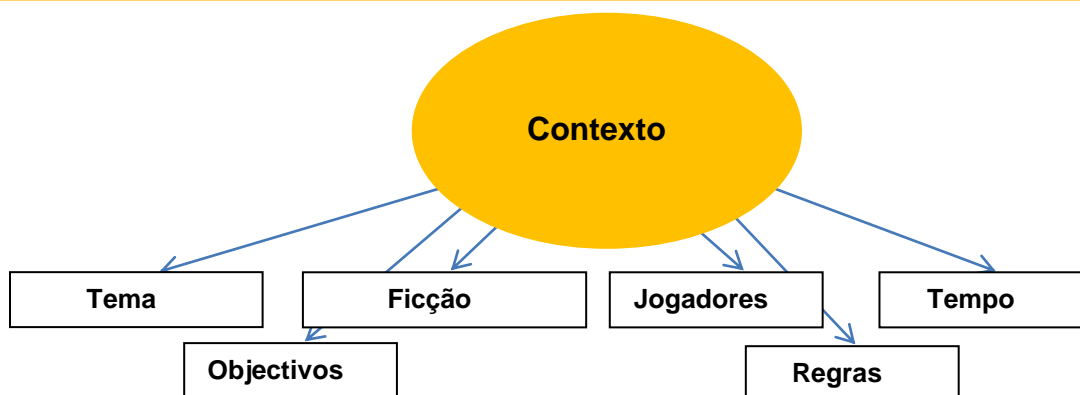 Contexto
Tema
Ficção
Jogadores
Tempo
Objectivos
Regras